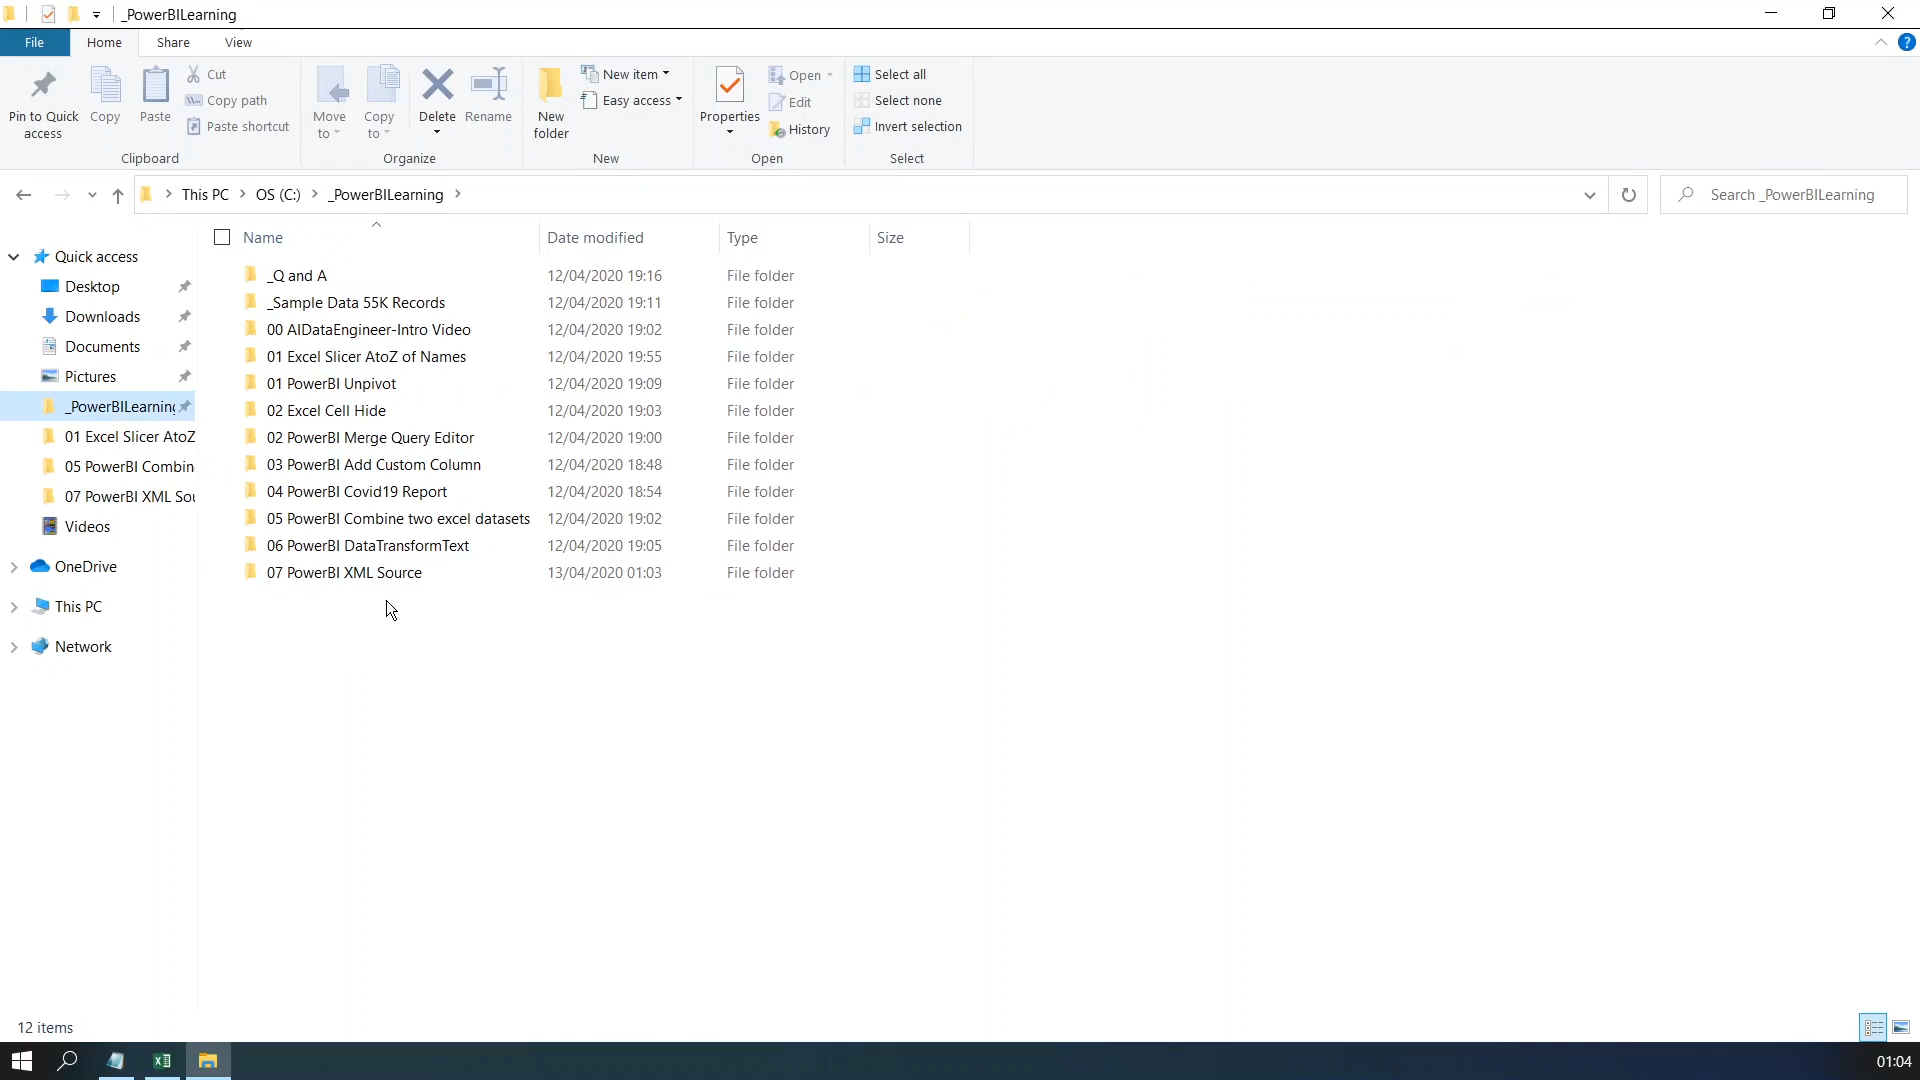 _PowerBILearning
File Home Share View
Pin to Quick access
Copy
Paste
Cut
Copy path
Paste shortcut
Clipboard
Move to
Copy to
Delete
Rename
Organize
New folder
New item
Easy access
New
Properties
Open
Edit
History
Open
Select all
Select none
Invert selection
Select
This PC OS (C:) _PowerBILearning
Search _PowerBILearning
Name Date modified Type Size
Quick access
Desktop
Downloads
Documents
Pictures
_PowerBILearning
01 Excel Slicer AtoZ
05 PowerBI Combin
07 PowerBI XML Sou
Videos
OneDrive
This PC
Network
_Q and A 12/04/2020 19:16 File folder
_Sample Data 55K Records 12/04/2020 19:11 File folder
00 AIDataEngineer-Intro Video 12/04/2020 19:02 File folder
01 Excel Slicer AtoZ of Names 12/04/2020 19:55 File folder
01 PowerBI Unpivot 12/04/2020 19:09 File folder
02 Excel Cell Hide 12/04/2020 19:03 File folder
02 PowerBI Merge Query Editor 12/04/2020 19:00 File folder
03 PowerBI Add Custom Column 12/04/2020 18:48 File folder
04 PowerBI Covid19 Report 12/04/2020 18:54 File folder
05 PowerBI Combine two excel datasets 12/04/2020 19:02 File folder
06 PowerBI DataTransformText 12/04/2020 19:05 File folder
07 PowerBI XML Source 13/04/2020 01:03 File folder
12 items
01:04